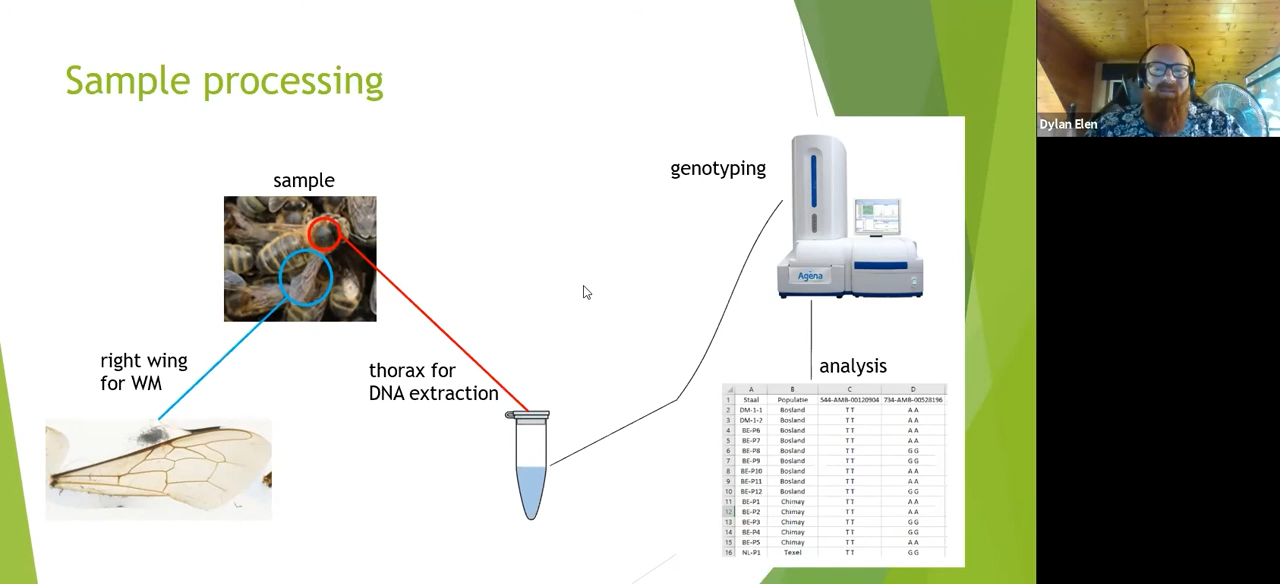 Sample processing
Dylan Elen
sample
genotyping
Agena
right wing
for WM
thorax for
DNA extraction
analysis
A B C D
1 Staal Populatie 544-AMB-00120904 734-AMB-00528196
2 DM-1-1 Bosland T T A A
3 DM-1-2 Bosland T T A A
4 BE-P6 Bosland T T A A
5 BE-P7 Bosland T T A A
6 BE-P8 Bosland T T G G
7 BE-P9 Bosland T T G G
8 BE-P10 Bosland T T A A
9 BE-P11 Bosland T T A A
10 BE-P12 Bosland T T G G
11 BE-P1 Chimay T T A A
12 BE-P2 Chimay T T A A
13 BE-P3 Chimay T T G G
14 BE-P4 Chimay T T G G
15 BE-P5 Chimay T T A A
16 NL-P1 Texel T T G G